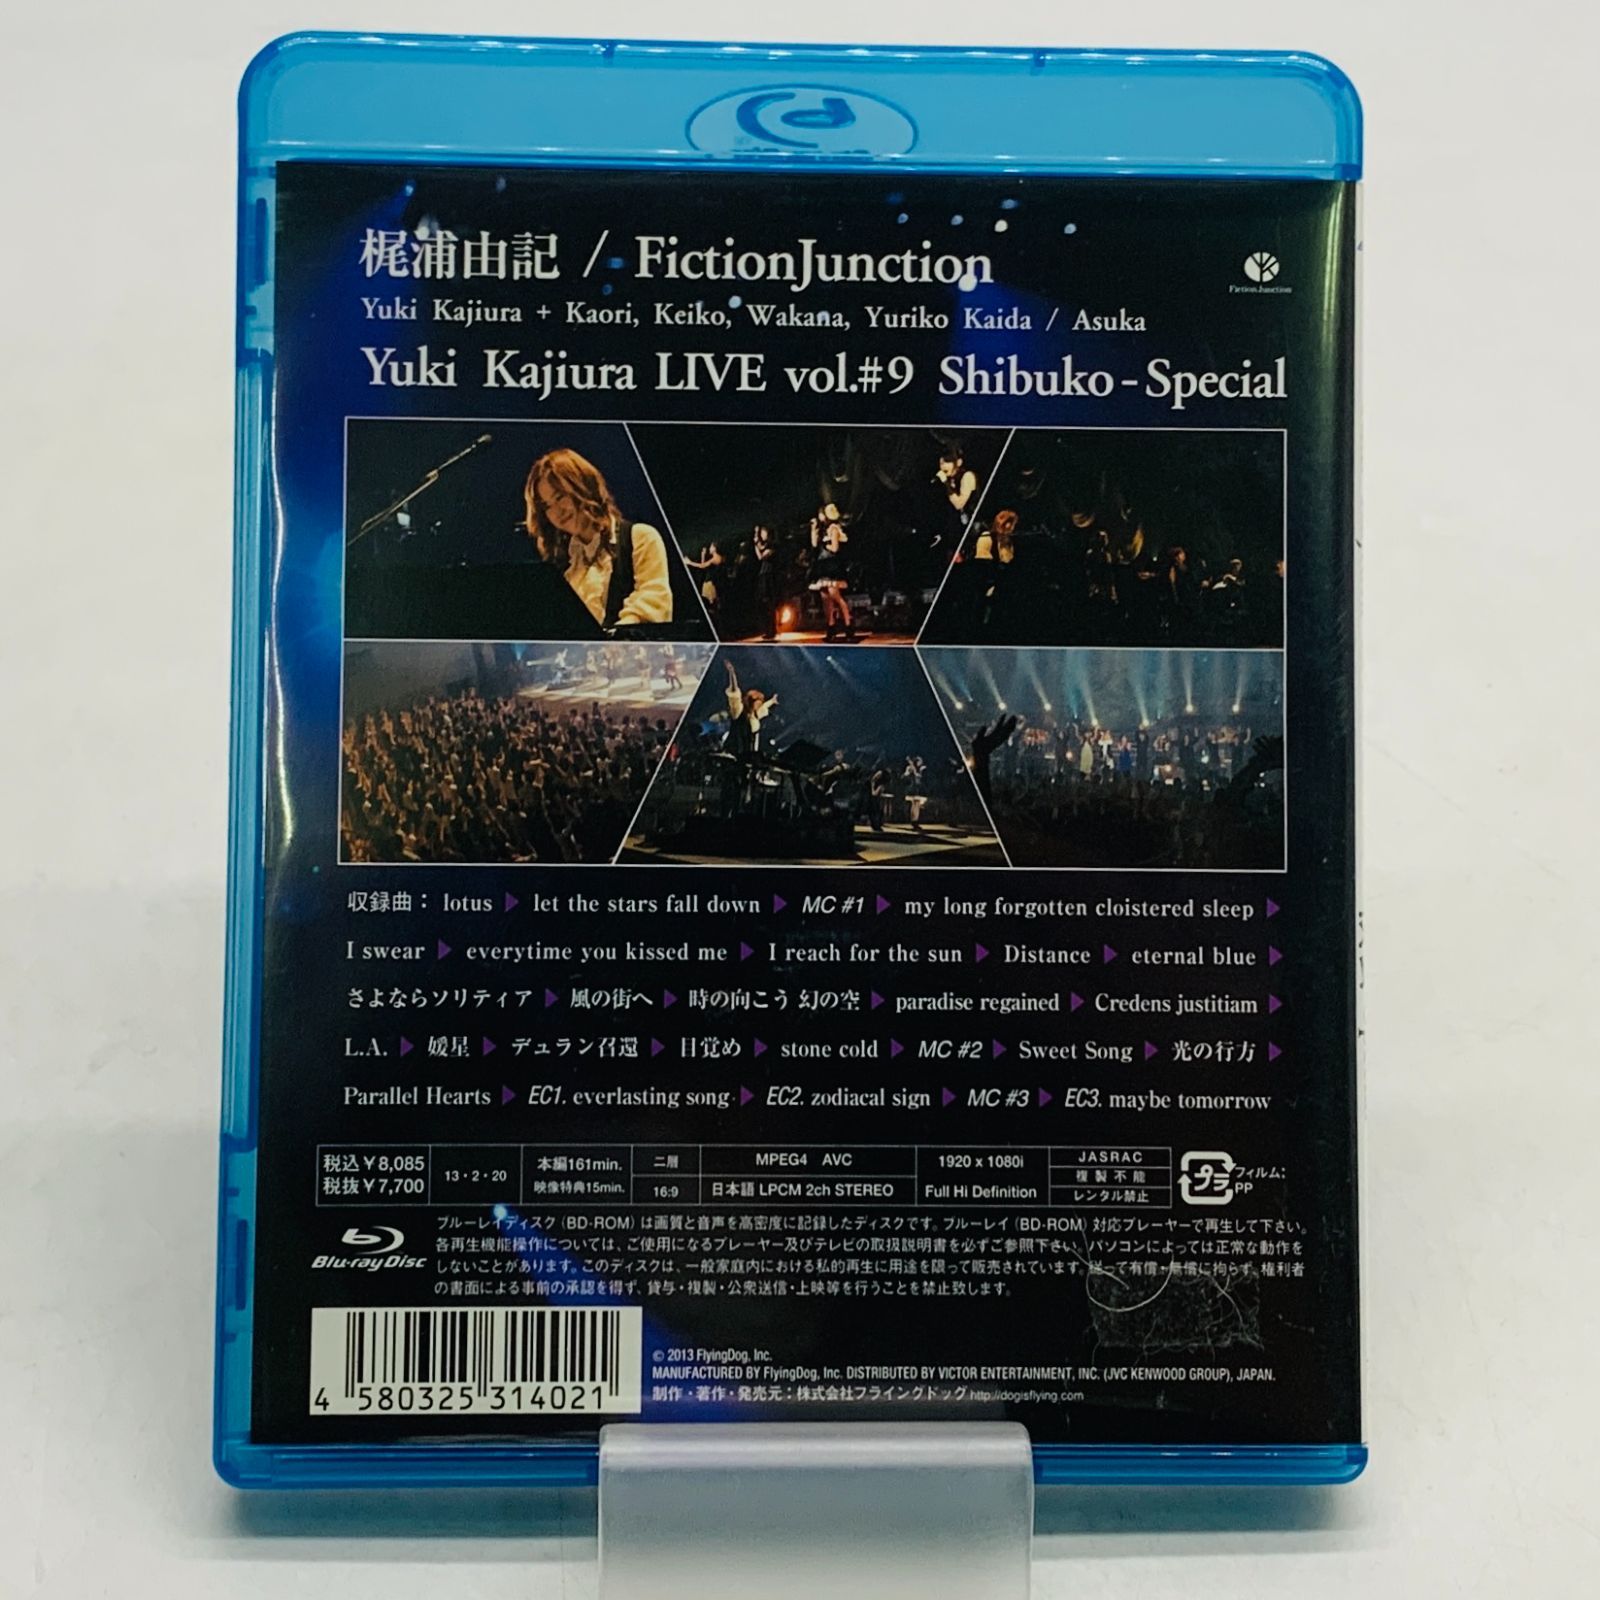 梶浦由記 / FictionJunction
FictionJunction
Yuki Kajiura + Kaori, Keiko, Wakana, Yuriko Kaida / Asuka
Yuki Kajiura LIVE vol.#9 Shibuko-Special
収録曲： lotus ▶ let the stars fall down ▶ MC #1 ▶ my long forgotten cloistered sleep ▶
I swear ▶ everytime you kissed me ▶ I reach for the sun ▶ Distance ▶ eternal blue ▶
さよならソリティア ▶ 風の街へ ▶ 時の向こう 幻の空 ▶ paradise regained ▶ Credens justitiam ▶
L.A. ▶ 媛星 ▶ デュラン召還 ▶ 目覚め ▶ stone cold ▶ MC #2 ▶ Sweet Song ▶ 光の行方 ▶
Parallel Hearts ▶ EC1. everlasting song ▶ EC2. zodiacal sign ▶ MC #3 ▶ EC3. maybe tomorrow
税込￥8,085
税抜￥7,700
13・2・20
本編161min.
映像特典15min.
二層
16:9
MPEG4 AVC
日本語 LPCM 2ch STEREO
1920 x 1080i
Full Hi Definition
JASRAC
複製不能
レンタル禁止
プラ
フィルム:
PP
Blu-ray Disc
ブルーレイディスク（BD-ROM）は画質と音声を高密度に記録したディスクです。ブルーレイ（BD-ROM）対応プレーヤーで再生して下さい。
各再生機能操作については、ご使用になるプレーヤー及びテレビの取扱説明書を必ずご参照下さい。パソコンによっては正常な動作を
しないことがあります。このディスクは、一般家庭内における私的再生に用途を限って販売されています。従って有償・無償に拘らず、権利者
の書面による事前の承認を得ず、貸与・複製・公衆送信・上映等を行うことを禁止致します。
4 580325 314021
© 2013 FlyingDog, Inc.
MANUFACTURED BY FlyingDog, Inc. DISTRIBUTED BY VICTOR ENTERTAINMENT, INC. (JVC KENWOOD GROUP), JAPAN.
制作・著作・発売元：株式会社フライングドッグ http://dogisflying.com